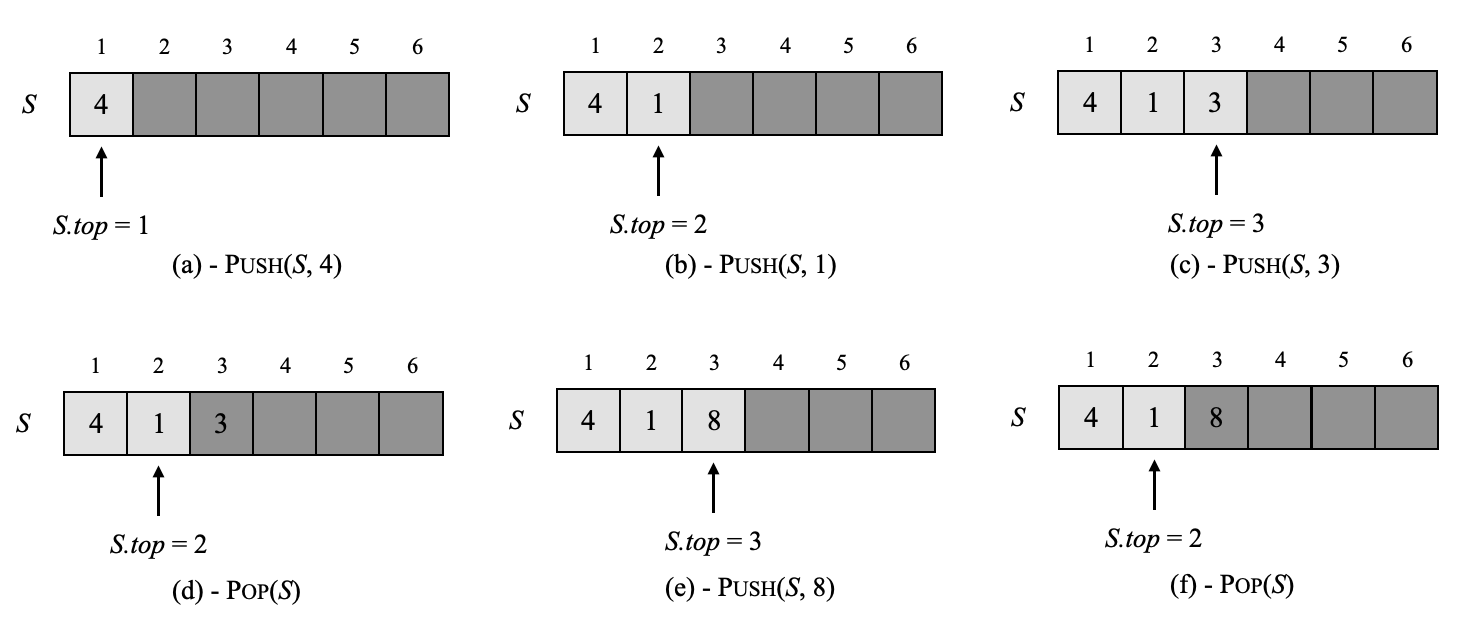 1 2 3 4 5 6
S 4
S.top = 1
(a) - PUSH(S, 4)
1 2 3 4 5 6
S 4 1
S.top = 2
(b) - PUSH(S, 1)
1 2 3 4 5 6
S 4 1 3
S.top = 3
(c) - PUSH(S, 3)
1 2 3 4 5 6
S 4 1 3
S.top = 2
(d) - POP(S)
1 2 3 4 5 6
S 4 1 8
S.top = 3
(e) - PUSH(S, 8)
1 2 3 4 5 6
S 4 1 8
S.top = 2
(f) - POP(S)